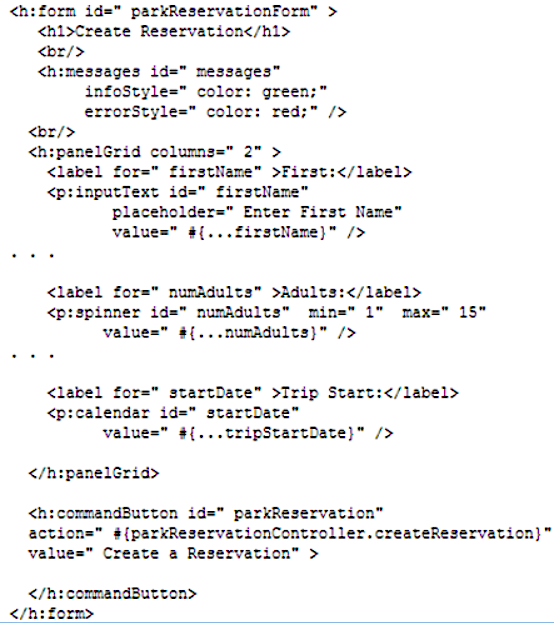 <h:form id=" parkReservationForm" >
<h1>Create Reservation</h1>
<br/>
<h:messages id=" messages"
infoStyle=" color: green;"
errorStyle=" color: red;" />
<br/>
<h:panelGrid columns=" 2" >
<label for=" firstName" >First:</label>
<p:inputText id=" firstName"
placeholder=" Enter First Name"
value=" #{...firstName}" />
. . .
<label for=" numAdults" >Adults:</label>
<p:spinner id=" numAdults" min=" 1" max=" 15"
value=" #{...numAdults}" />
. . .
<label for=" startDate" >Trip Start:</label>
<p:calendar id=" startDate"
value=" #{...tripStartDate}" />
</h:panelGrid>
<h:commandButton id=" parkReservation"
action=" #{parkReservationController.createReservation}"
value=" Create a Reservation" >
</h:commandButton>
</h:form>